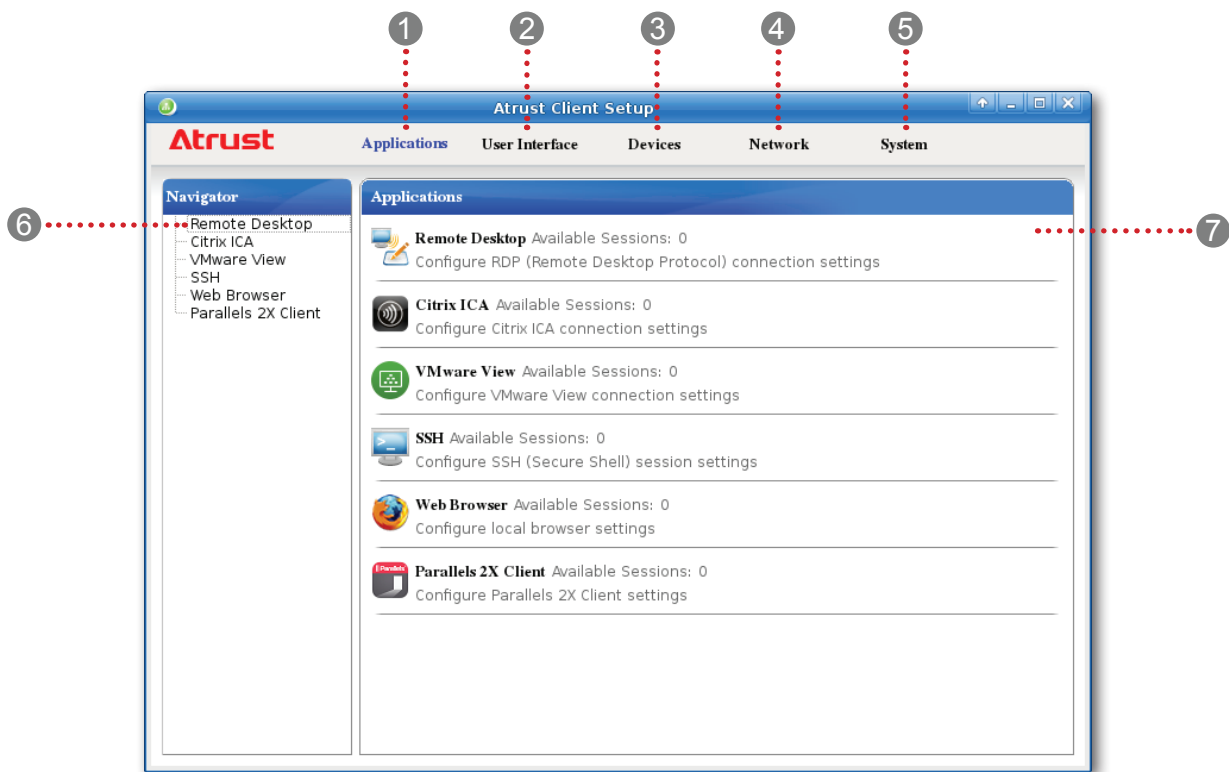 1 2 3 4 5
Atrust Client Setup
Atrust
Applications User Interface Devices Network System
Navigator
6
Remote Desktop
Citrix ICA
VMware View
SSH
Web Browser
Parallels 2X Client
Applications
7
Remote Desktop Available Sessions: 0
Configure RDP (Remote Desktop Protocol) connection settings
Citrix ICA Available Sessions: 0
Configure Citrix ICA connection settings
VMware View Available Sessions: 0
Configure VMware View connection settings
SSH Available Sessions: 0
Configure SSH (Secure Shell) session settings
Web Browser Available Sessions: 0
Configure local browser settings
Parallels
Parallels 2X Client Available Sessions: 0
Configure Parallels 2X Client settings